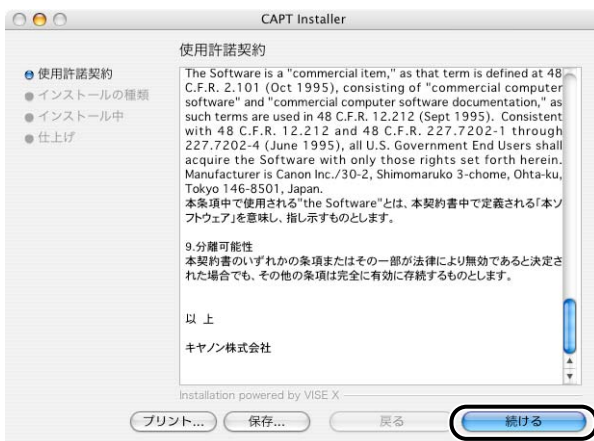 CAPT Installer
使用許諾契約
使用許諾契約
インストールの種類
インストール中
仕上げ
The Software is a "commercial item," as that term is defined at 48
C.F.R. 2.101 (Oct 1995), consisting of "commercial computer
software" and "commercial computer software documentation," as
such terms are used in 48 C.F.R. 12.212 (Sept 1995). Consistent
with 48 C.F.R. 12.212 and 48 C.F.R. 227.7202-1 through
227.7202-4 (June 1995), all U.S. Government End Users shall
acquire the Software with only those rights set forth herein.
Manufacturer is Canon Inc./30-2, Shimomaruko 3-chome, Ohta-ku,
Tokyo 146-8501, Japan.
本条項中で使用される"the Software"とは、本契約書中で定義される「本ソ
フトウェア」を意味し、指し示すものとします。
9.分離可能性
本契約書のいずれかの条項またはその一部が法律により無効であると決定さ
れた場合でも、その他の条項は完全に有効に存続するものとします。
以 上
キヤノン株式会社
Installation powered by VISE X
プリント...
保存...
戻る
続ける